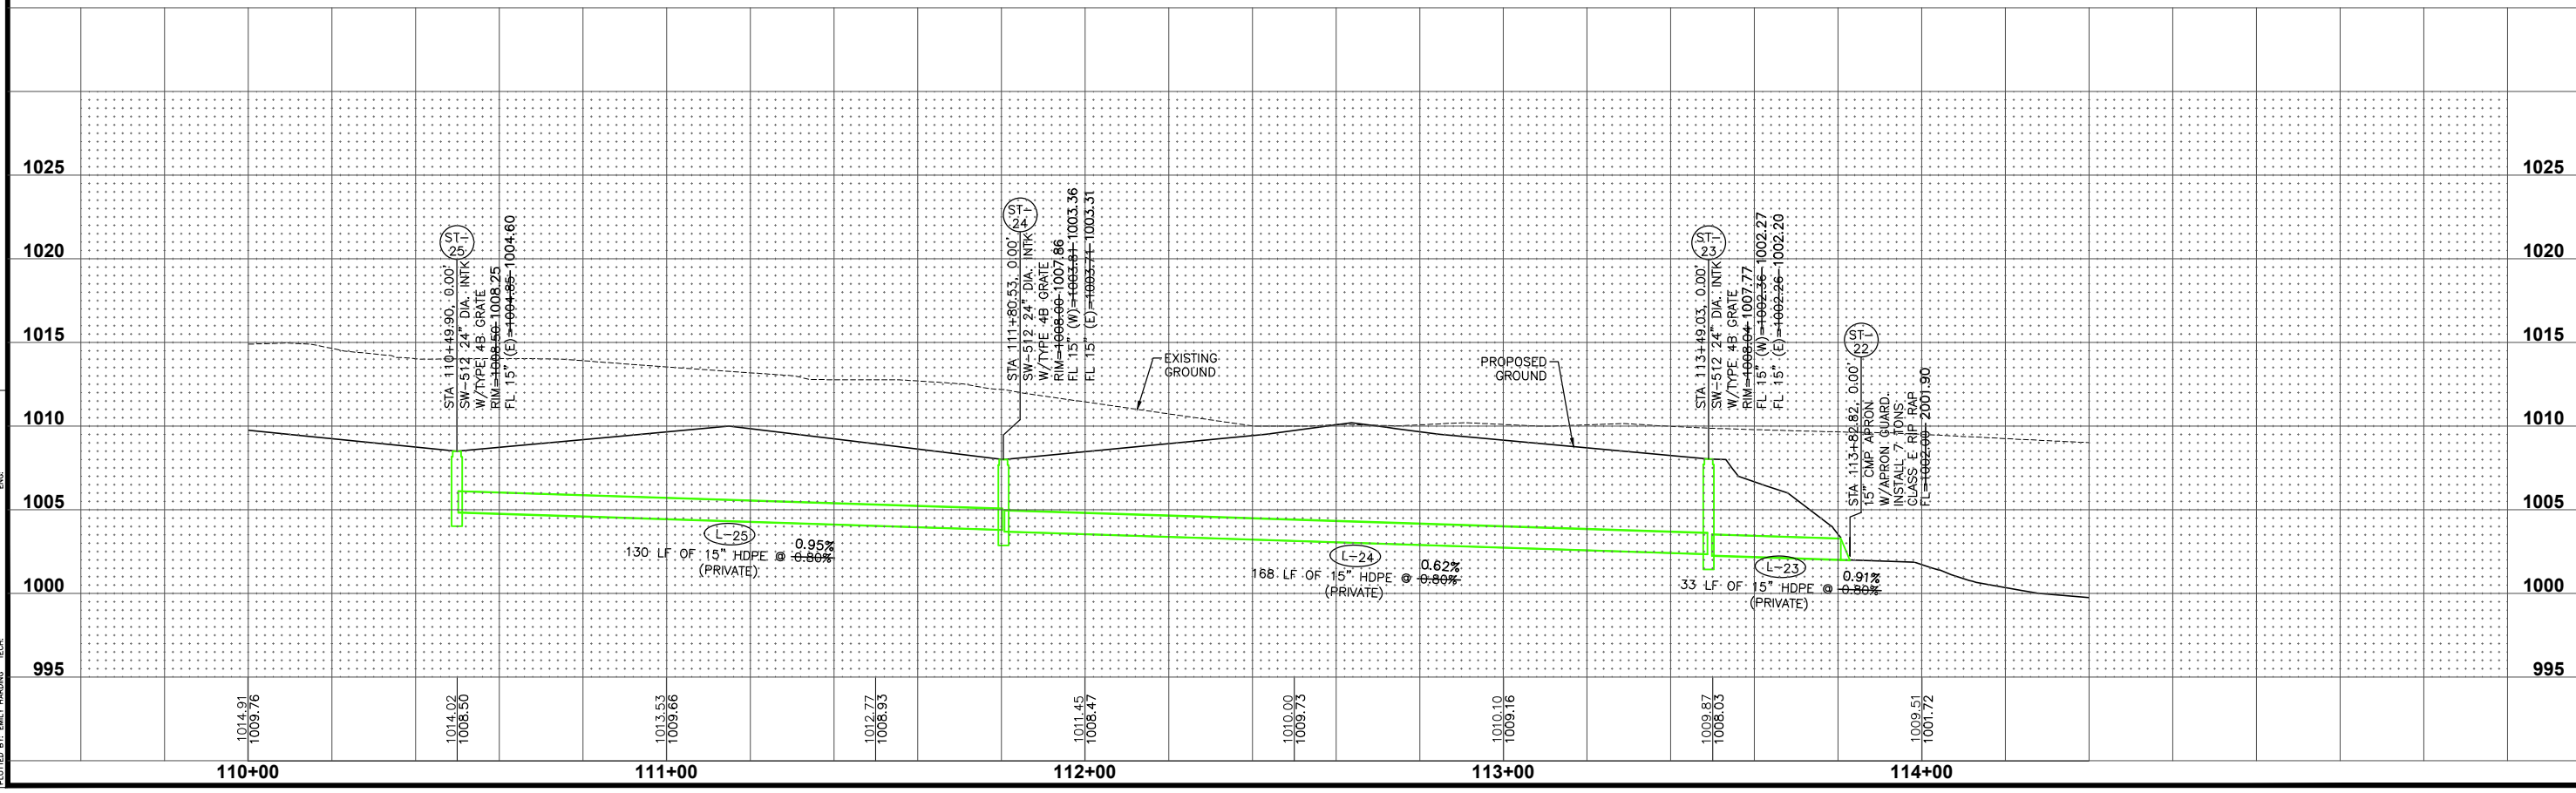 1025
1020
1015
1010
1005
1000
995
1025
1020
1015
1010
1005
1000
995
ST-
25
STA 110+49.90, 0.00'
SW-512 24" DIA. INTK
W/TYPE 4B GRATE
RIM=1008.50 1008.25
FL 15" (E)=1004.85 1004.60
ST-
24
STA 111+80.53, 0.00'
SW-512 24" DIA. INTK
W/TYPE 4B GRATE
RIM=1008.00 1007.86
FL 15" (W)=1003.81 1003.36
FL 15" (E)=1003.71 1003.31
EXISTING
GROUND
PROPOSED
GROUND
ST-
23
STA 113+49.03, 0.00'
SW-512 24" DIA. INTK
W/TYPE 4B GRATE
RIM=1008.04 1007.77
FL 15" (W)=1002.36 1002.27
FL 15" (E)=1002.26 1002.20
ST-
22
STA 113+82.82, 0.00'
15" CMP APRON
W/APRON GUARD.
INSTALL 7 TONS
CLASS E RIP RAP
FL=1002.00 2001.90
L-25
0.95%
130 LF OF 15" HDPE @ 0.80%
(PRIVATE)
L-24
0.62%
168 LF OF 15" HDPE @ 0.80%
(PRIVATE)
L-23
0.91%
33 LF OF 15" HDPE @ 0.80%
(PRIVATE)
1014.91
1009.76
1014.02
1008.50
1013.53
1009.66
1012.77
1008.93
1011.45
1008.47
1010.00
1009.73
1010.10
1009.16
1009.87
1008.03
1009.51
1001.72
110+00
111+00
112+00
113+00
114+00
ENG:
PLOTTED BY: EMILY HARDING
TECH: